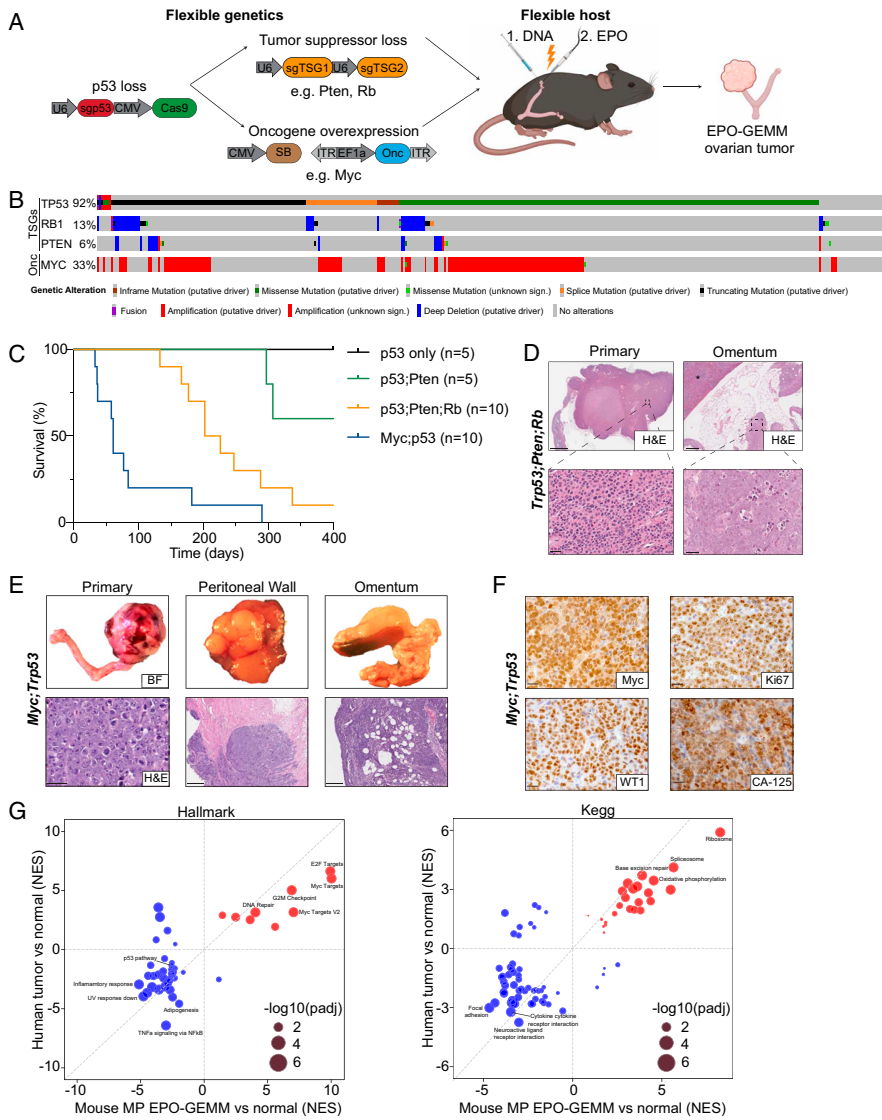 A
Flexible genetics
Flexible host
Tumor suppressor loss
U6 sgTSG1 U6 sgTSG2
e.g. Pten, Rb
p53 loss
U6 sgp53 CMV Cas9
Oncogene overexpression
CMV SB ITR EF1a Onc ITR
e.g. Myc
1. DNA 2. EPO
EPO-GEMM
ovarian tumor
B
TSGs
Onc
TP53 92%
RB1 13%
PTEN 6%
MYC 33%
Genetic Alteration
Inframe Mutation (putative driver)
Missense Mutation (putative driver)
Missense Mutation (unknown sign.)
Splice Mutation (putative driver)
Truncating Mutation (putative driver)
Fusion
Amplification (putative driver)
Amplification (unknown sign.)
Deep Deletion (putative driver)
No alterations
C
Survival (%)
100
50
0
0 100 200 300 400
Time (days)
p53 only (n=5)
p53;Pten (n=5)
p53;Pten;Rb (n=10)
Myc;p53 (n=10)
D
Primary Omentum
Trp53;Pten;Rb
H&E H&E
*
E
Primary Peritoneal Wall Omentum
Myc;Trp53
BF
H&E
F
Myc;Trp53
Myc Ki67
WT1 CA-125
G
Hallmark
Human tumor vs normal (NES)
10
5
0
-5
-10
-10 -5 0 5 10
Mouse MP EPO-GEMM vs normal (NES)
E2F Targets
Myc Targets
G2M Checkpoint
DNA Repair
Myc Targets V2
p53 pathway
Inflamamtory response
UV response down
Adipogenesis
TNFa signaling via NFkB
-log10(padj)
2
4
6
Kegg
Human tumor vs normal (NES)
6
3
0
-3
-6
-5 0 5
Mouse MP EPO-GEMM vs normal (NES)
Ribosome
Spliceosome
Base excision repair
Oxidative phosphorylation
Focal
adhesion
Cytokine cytokine
receptor interaction
Neuroactive ligand
receptor interaction
-log10(padj)
2
4
6